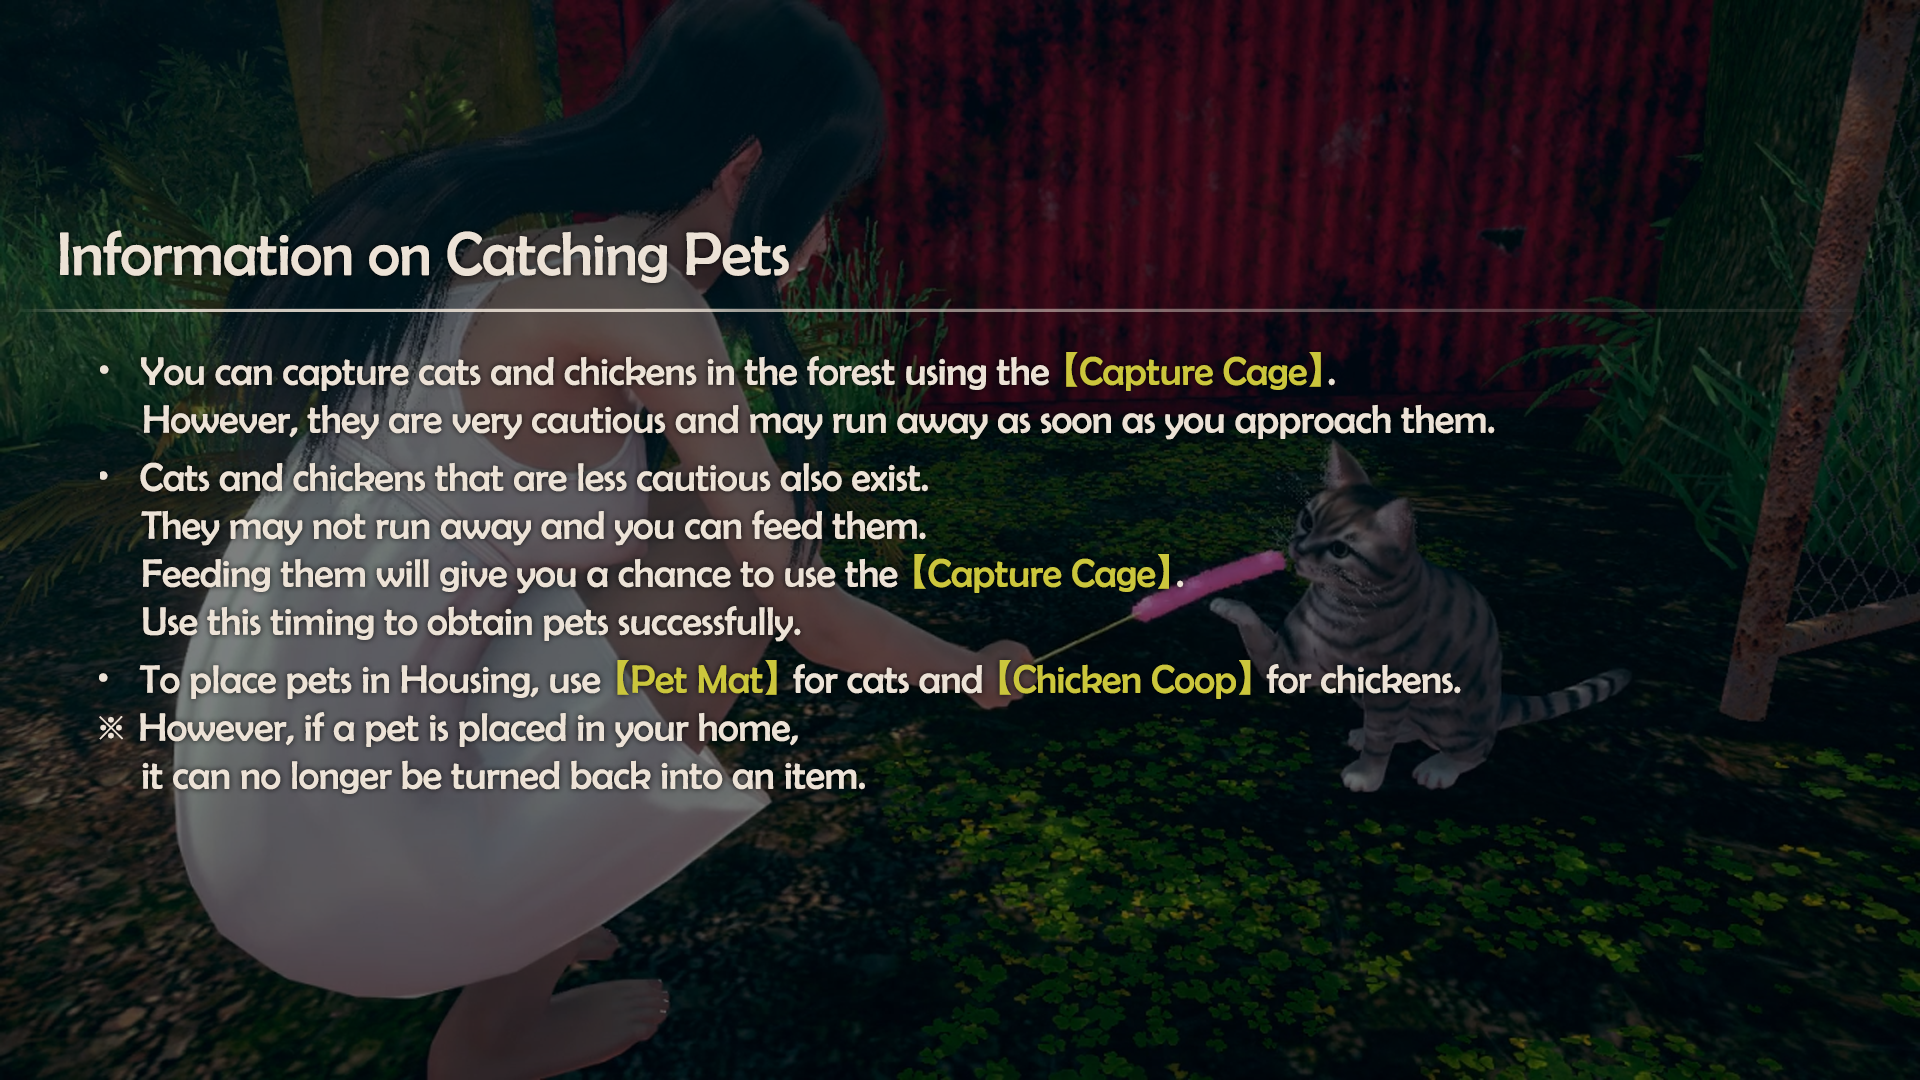 Information on Catching Pets
・ You can capture cats and chickens in the forest using the【Capture Cage】.
However, they are very cautious and may run away as soon as you approach them.
・ Cats and chickens that are less cautious also exist.
They may not run away and you can feed them.
Feeding them will give you a chance to use the【Capture Cage】.
Use this timing to obtain pets successfully.
・ To place pets in Housing, use【Pet Mat】for cats and【Chicken Coop】for chickens.
※ However, if a pet is placed in your home,
it can no longer be turned back into an item.